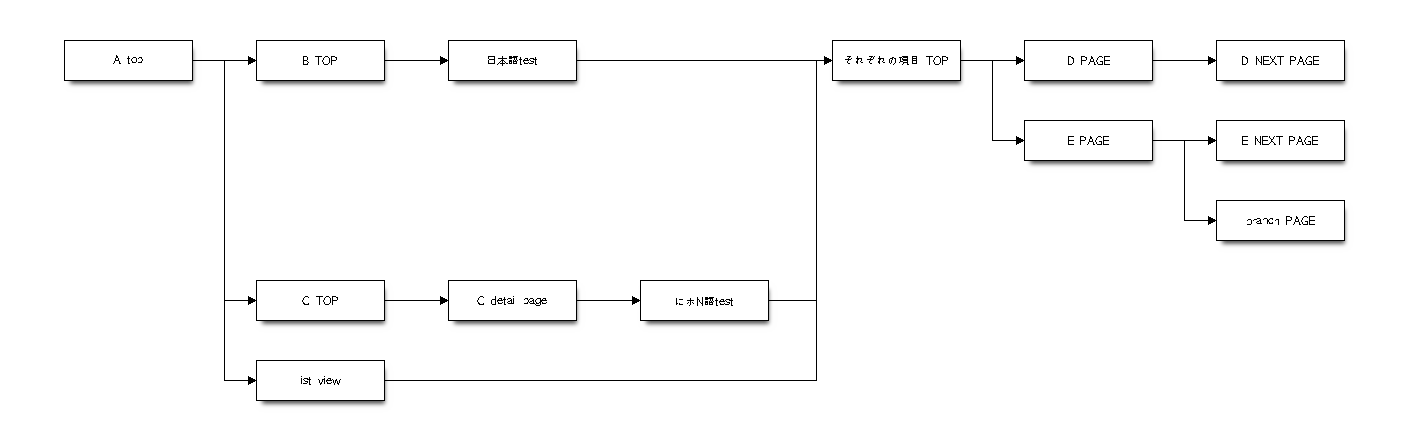 A top
B TOP
日本語test
それぞれの項目 TOP
D PAGE
D NEXT PAGE
E PAGE
E NEXT PAGE
branch PAGE
C TOP
C detail page
にホN語test
list view